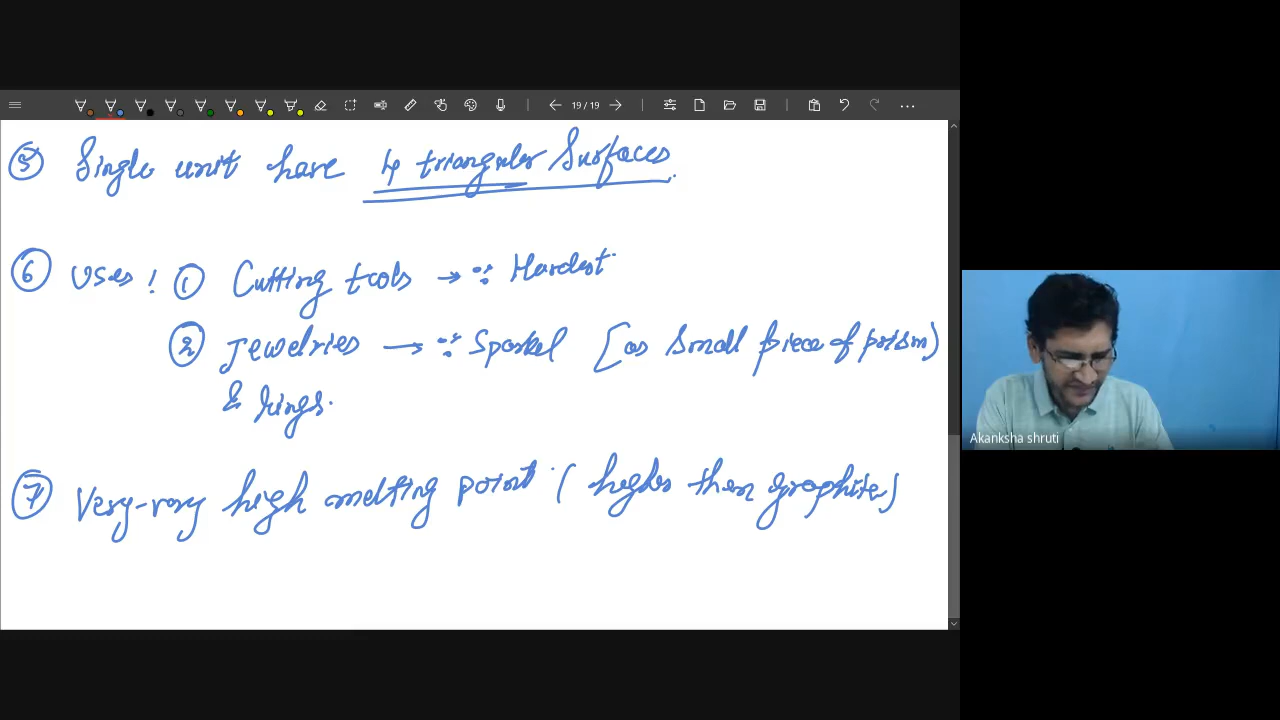 19 / 19
⑤ Single unit have 4 triangular Surfaces.
⑥ Uses : ① Cutting tools → ∵ Hardest
② Jewelries → ∵ Sparkel [as Small piece of prism)
& Rings.
⑦ Very-very high melting point. ( higher then graphite)
Akanksha shruti